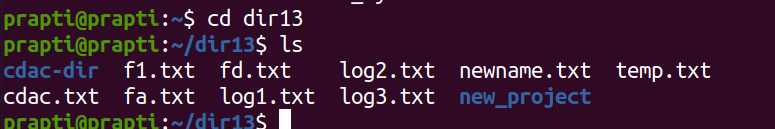 prapti@prapti:~$ cd dir13
prapti@prapti:~/dir13$ ls
cdac-dir  f1.txt  fd.txt    log2.txt  newname.txt  temp.txt
cdac.txt  fa.txt  log1.txt  log3.txt  new_project
prapti@prapti:~/dir13$